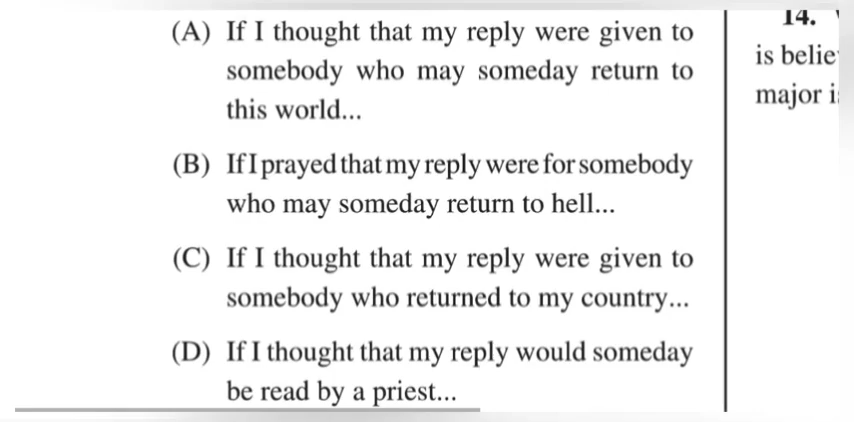 (A) If I thought that my reply were given to
somebody who may someday return to
this world...
(B) If I prayed that my reply were for somebody
who may someday return to hell...
(C) If I thought that my reply were given to
somebody who returned to my country...
(D) If I thought that my reply would someday
be read by a priest...
14.
is belie
major i